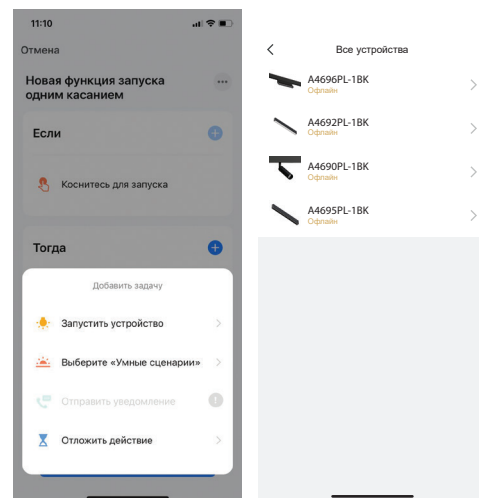 11:10
Отмена
Новая функция запуска
одним касанием
Если
Коснитесь для запуска
Тогда
Добавить задачу
Запустить устройство
Выберите «Умные сценарии»
Отправить уведомление
Отложить действие
Все устройства
A4696PL-1BK
Офлайн
A4692PL-1BK
Офлайн
A4690PL-1BK
Офлайн
A4695PL-1BK
Офлайн